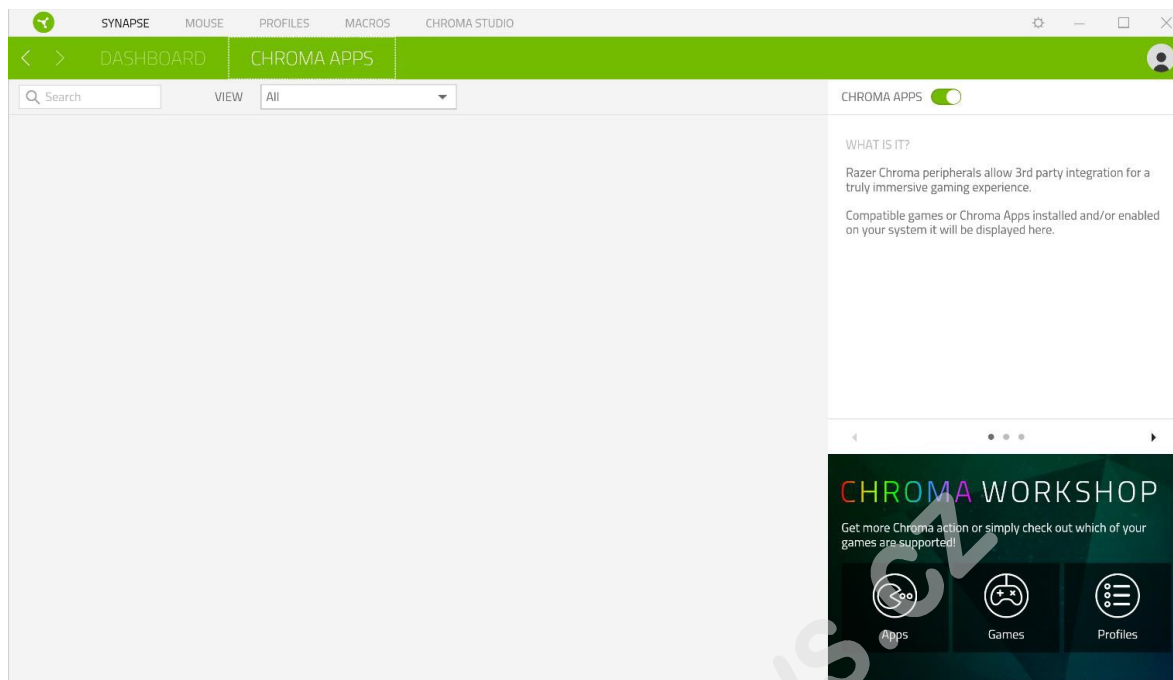 SYNAPSE MOUSE PROFILES MACROS CHROMA STUDIO
DASHBOARD CHROMA APPS
Search VIEW All CHROMA APPS
WHAT IS IT?
Razer Chroma peripherals allow 3rd party integration for a
truly immersive gaming experience.
Compatible games or Chroma Apps installed and/or enabled
on your system it will be displayed here.
CHROMA WORKSHOP
Get more Chroma action or simply check out which of your
games are supported!
Apps Games Profiles